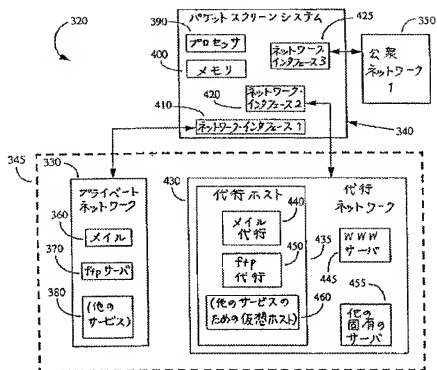 320
390
パケット スクリーン システム
425
350
プロセッサ
400
メモリ
ネットワーク・
インタフェース3
公衆
ネットワーク
1
420
ネットワーク・
インタフェース2
410
ネットワーク・インタフェース1
340
345
330
プライベート
ネットワーク
360
メイル
370
ftpサーバ
380
(他の
サービス)
430
代行ホスト
440
メイル
代行
450
ftp
代行
435
(他のサービスの
ための仮想ホスト)
460
代行
ネットワーク
WWW
サーバ
445
455
他の
固有の
サーバ